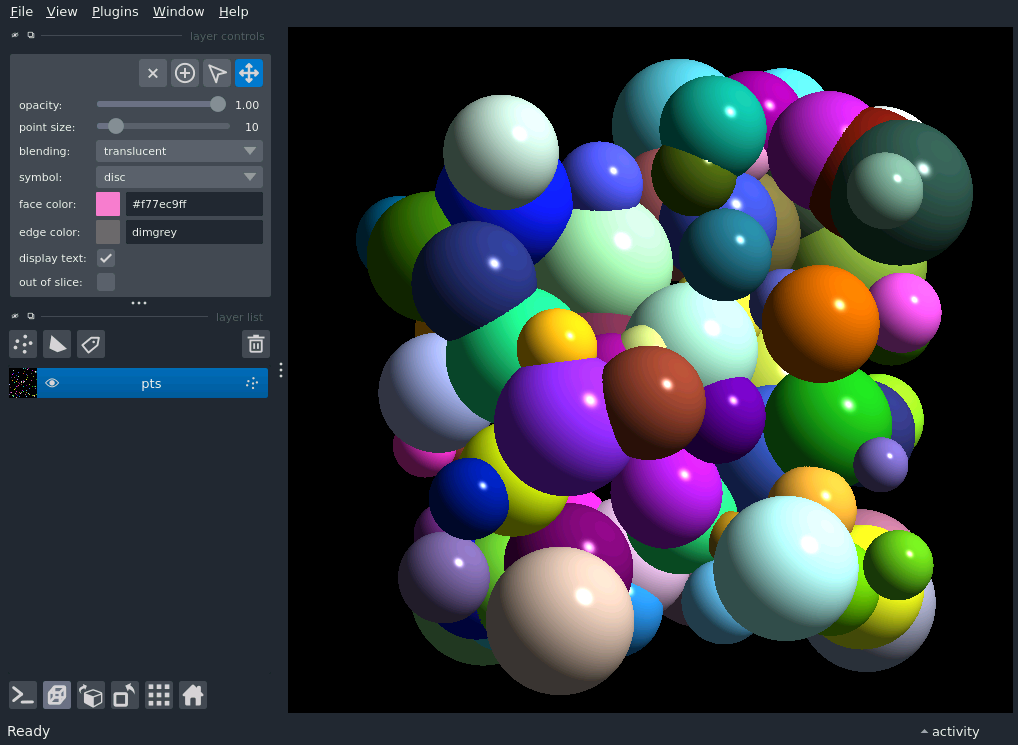 File View Plugins Window Help
layer controls
opacity: 1.00
point size: 10
blending: translucent
symbol: disc
face color: #f77ec9ff
edge color: dimgrey
display text:
out of slice:
layer list
pts
Ready
activity